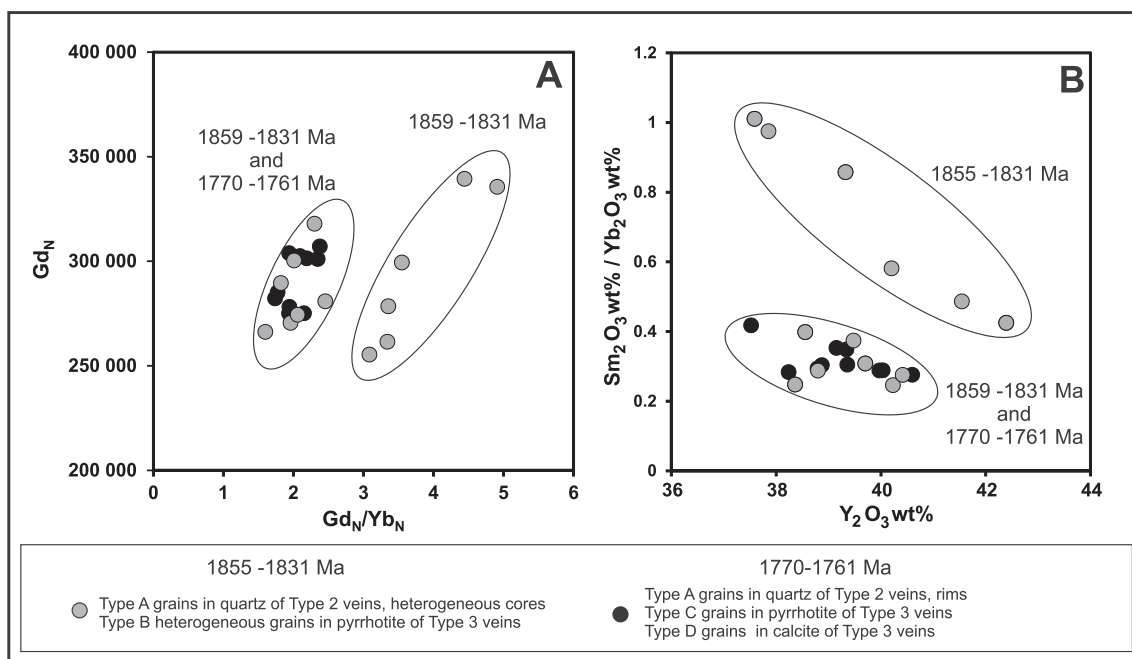 A
400 000
350 000
300 000
250 000
200 000
Gd_N
1859 -1831 Ma
and
1770 -1761 Ma
1859 -1831 Ma
0 1 2 3 4 5 6
Gd_N/Yb_N
B
1.2
1
0.8
0.6
0.4
0.2
0
Sm_2O_3 wt% / Yb_2O_3 wt%
1855 -1831 Ma
1859 -1831 Ma
and
1770 -1761 Ma
36 38 40 42 44
Y_2O_3 wt%
1855 -1831 Ma
Type A grains in quartz of Type 2 veins, heterogeneous cores
Type B heterogeneous grains in pyrrhotite of Type 3 veins
1770-1761 Ma
Type A grains in quartz of Type 2 veins, rims
Type C grains in pyrrhotite of Type 3 veins
Type D grains in calcite of Type 3 veins